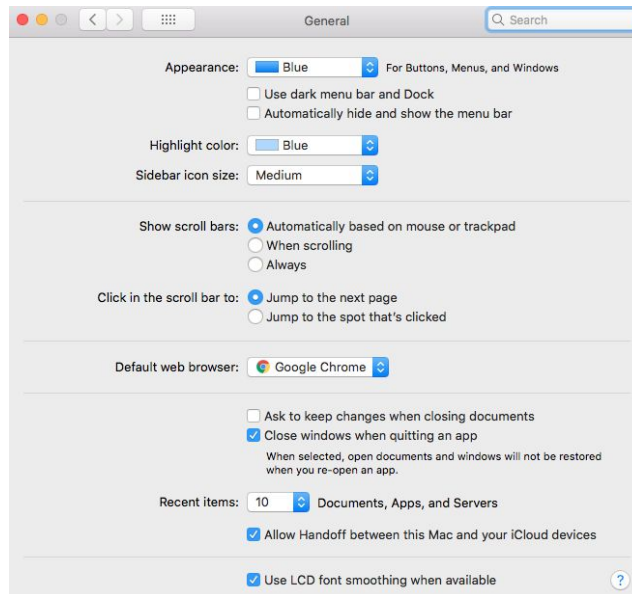 General
Search
Appearance: Blue For Buttons, Menus, and Windows
Use dark menu bar and Dock
Automatically hide and show the menu bar
Highlight color: Blue
Sidebar icon size: Medium
Show scroll bars: Automatically based on mouse or trackpad
When scrolling
Always
Click in the scroll bar to: Jump to the next page
Jump to the spot that's clicked
Default web browser: Google Chrome
Ask to keep changes when closing documents
Close windows when quitting an app
When selected, open documents and windows will not be restored
when you re-open an app.
Recent items: 10 Documents, Apps, and Servers
Allow Handoff between this Mac and your iCloud devices
Use LCD font smoothing when available ?